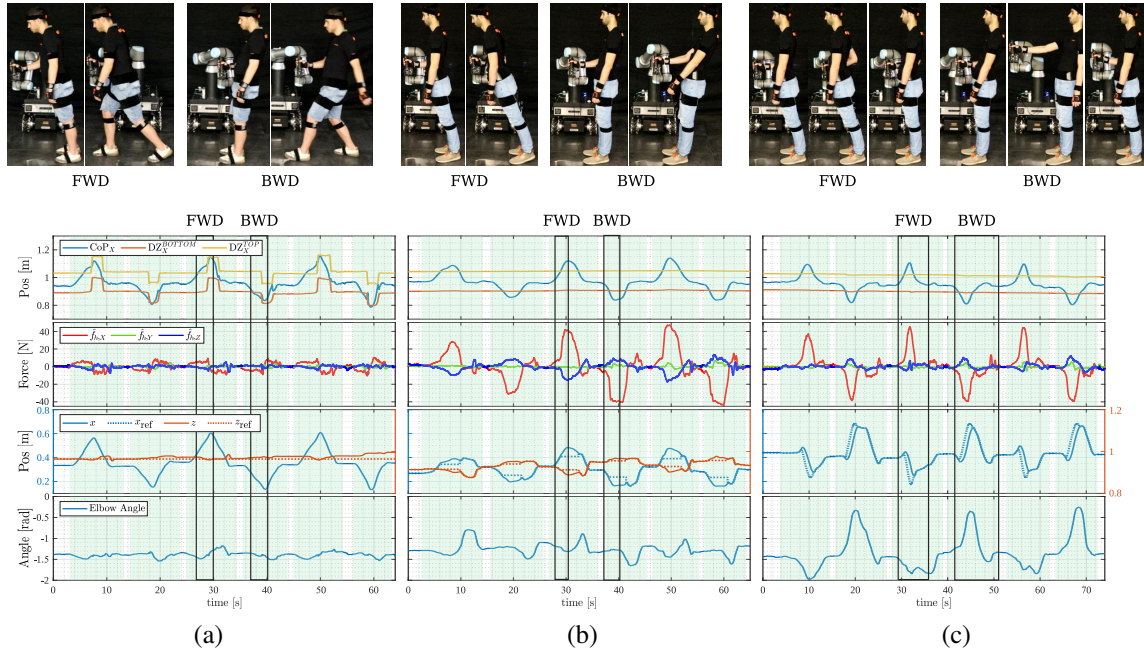 FWD BWD FWD BWD FWD BWD
FWD BWD FWD BWD FWD BWD
CoP_X DZ_X^{BOTTOM} DZ_X^{TOP}
Pos [m]
1.2
1
0.8
f̂_{h,X} f̂_{h,Y} f̂_{h,Z}
Force [N]
40
20
0
-20
-40
x x_ref z z_ref
Pos [m]
0.8
0.6
0.4
0.2
1.2
1
0.8
Elbow Angle
Angle [rad]
0
-0.5
-1
-1.5
-2
0 10 20 30 40 50 60
0 10 20 30 40 50 60
0 10 20 30 40 50 60 70
time [s] time [s] time [s]
(a) (b) (c)